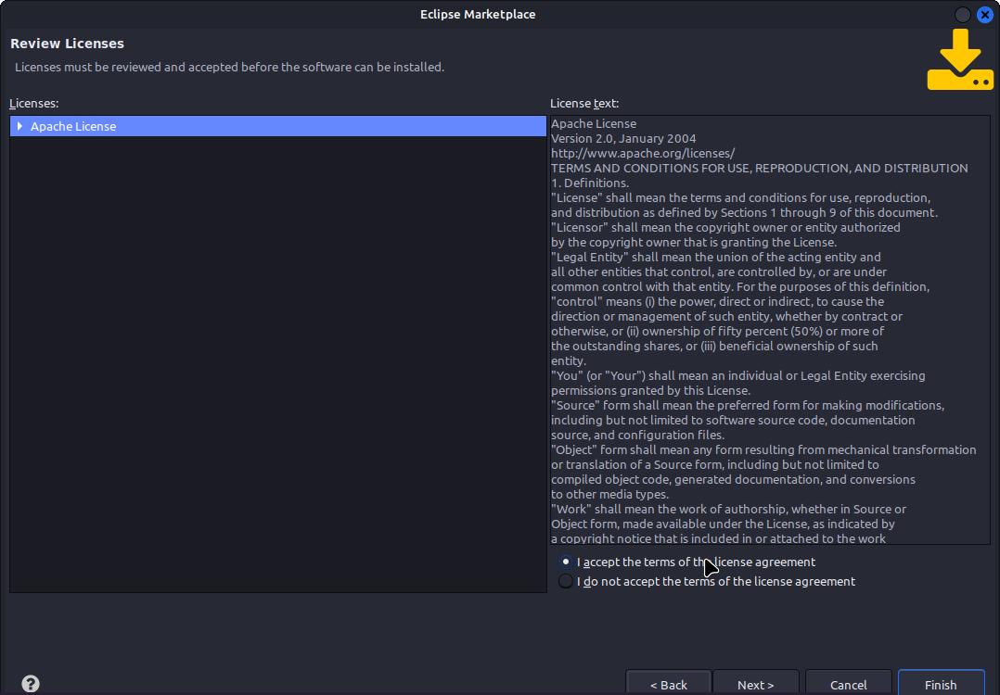 Eclipse Marketplace
Review Licenses
Licenses must be reviewed and accepted before the software can be installed.
Licenses:
Apache License
License text:
Apache License
Version 2.0, January 2004
http://www.apache.org/licenses/
TERMS AND CONDITIONS FOR USE, REPRODUCTION, AND DISTRIBUTION
1. Definitions.
"License" shall mean the terms and conditions for use, reproduction,
and distribution as defined by Sections 1 through 9 of this document.
"Licensor" shall mean the copyright owner or entity authorized
by the copyright owner that is granting the License.
"Legal Entity" shall mean the union of the acting entity and
all other entities that control, are controlled by, or are under
common control with that entity. For the purposes of this definition,
"control" means (i) the power, direct or indirect, to cause the
direction or management of such entity, whether by contract or
otherwise, or (ii) ownership of fifty percent (50%) or more of
the outstanding shares, or (iii) beneficial ownership of such
entity.
"You" (or "Your") shall mean an individual or Legal Entity exercising
permissions granted by this License.
"Source" form shall mean the preferred form for making modifications,
including but not limited to software source code, documentation
source, and configuration files.
"Object" form shall mean any form resulting from mechanical transformation
or translation of a Source form, including but not limited to
compiled object code, generated documentation, and conversions
to other media types.
"Work" shall mean the work of authorship, whether in Source or
Object form, made available under the License, as indicated by
a copyright notice that is included in or attached to the work
I accept the terms of the license agreement
I do not accept the terms of the license agreement
?
< Back
Next >
Cancel
Finish